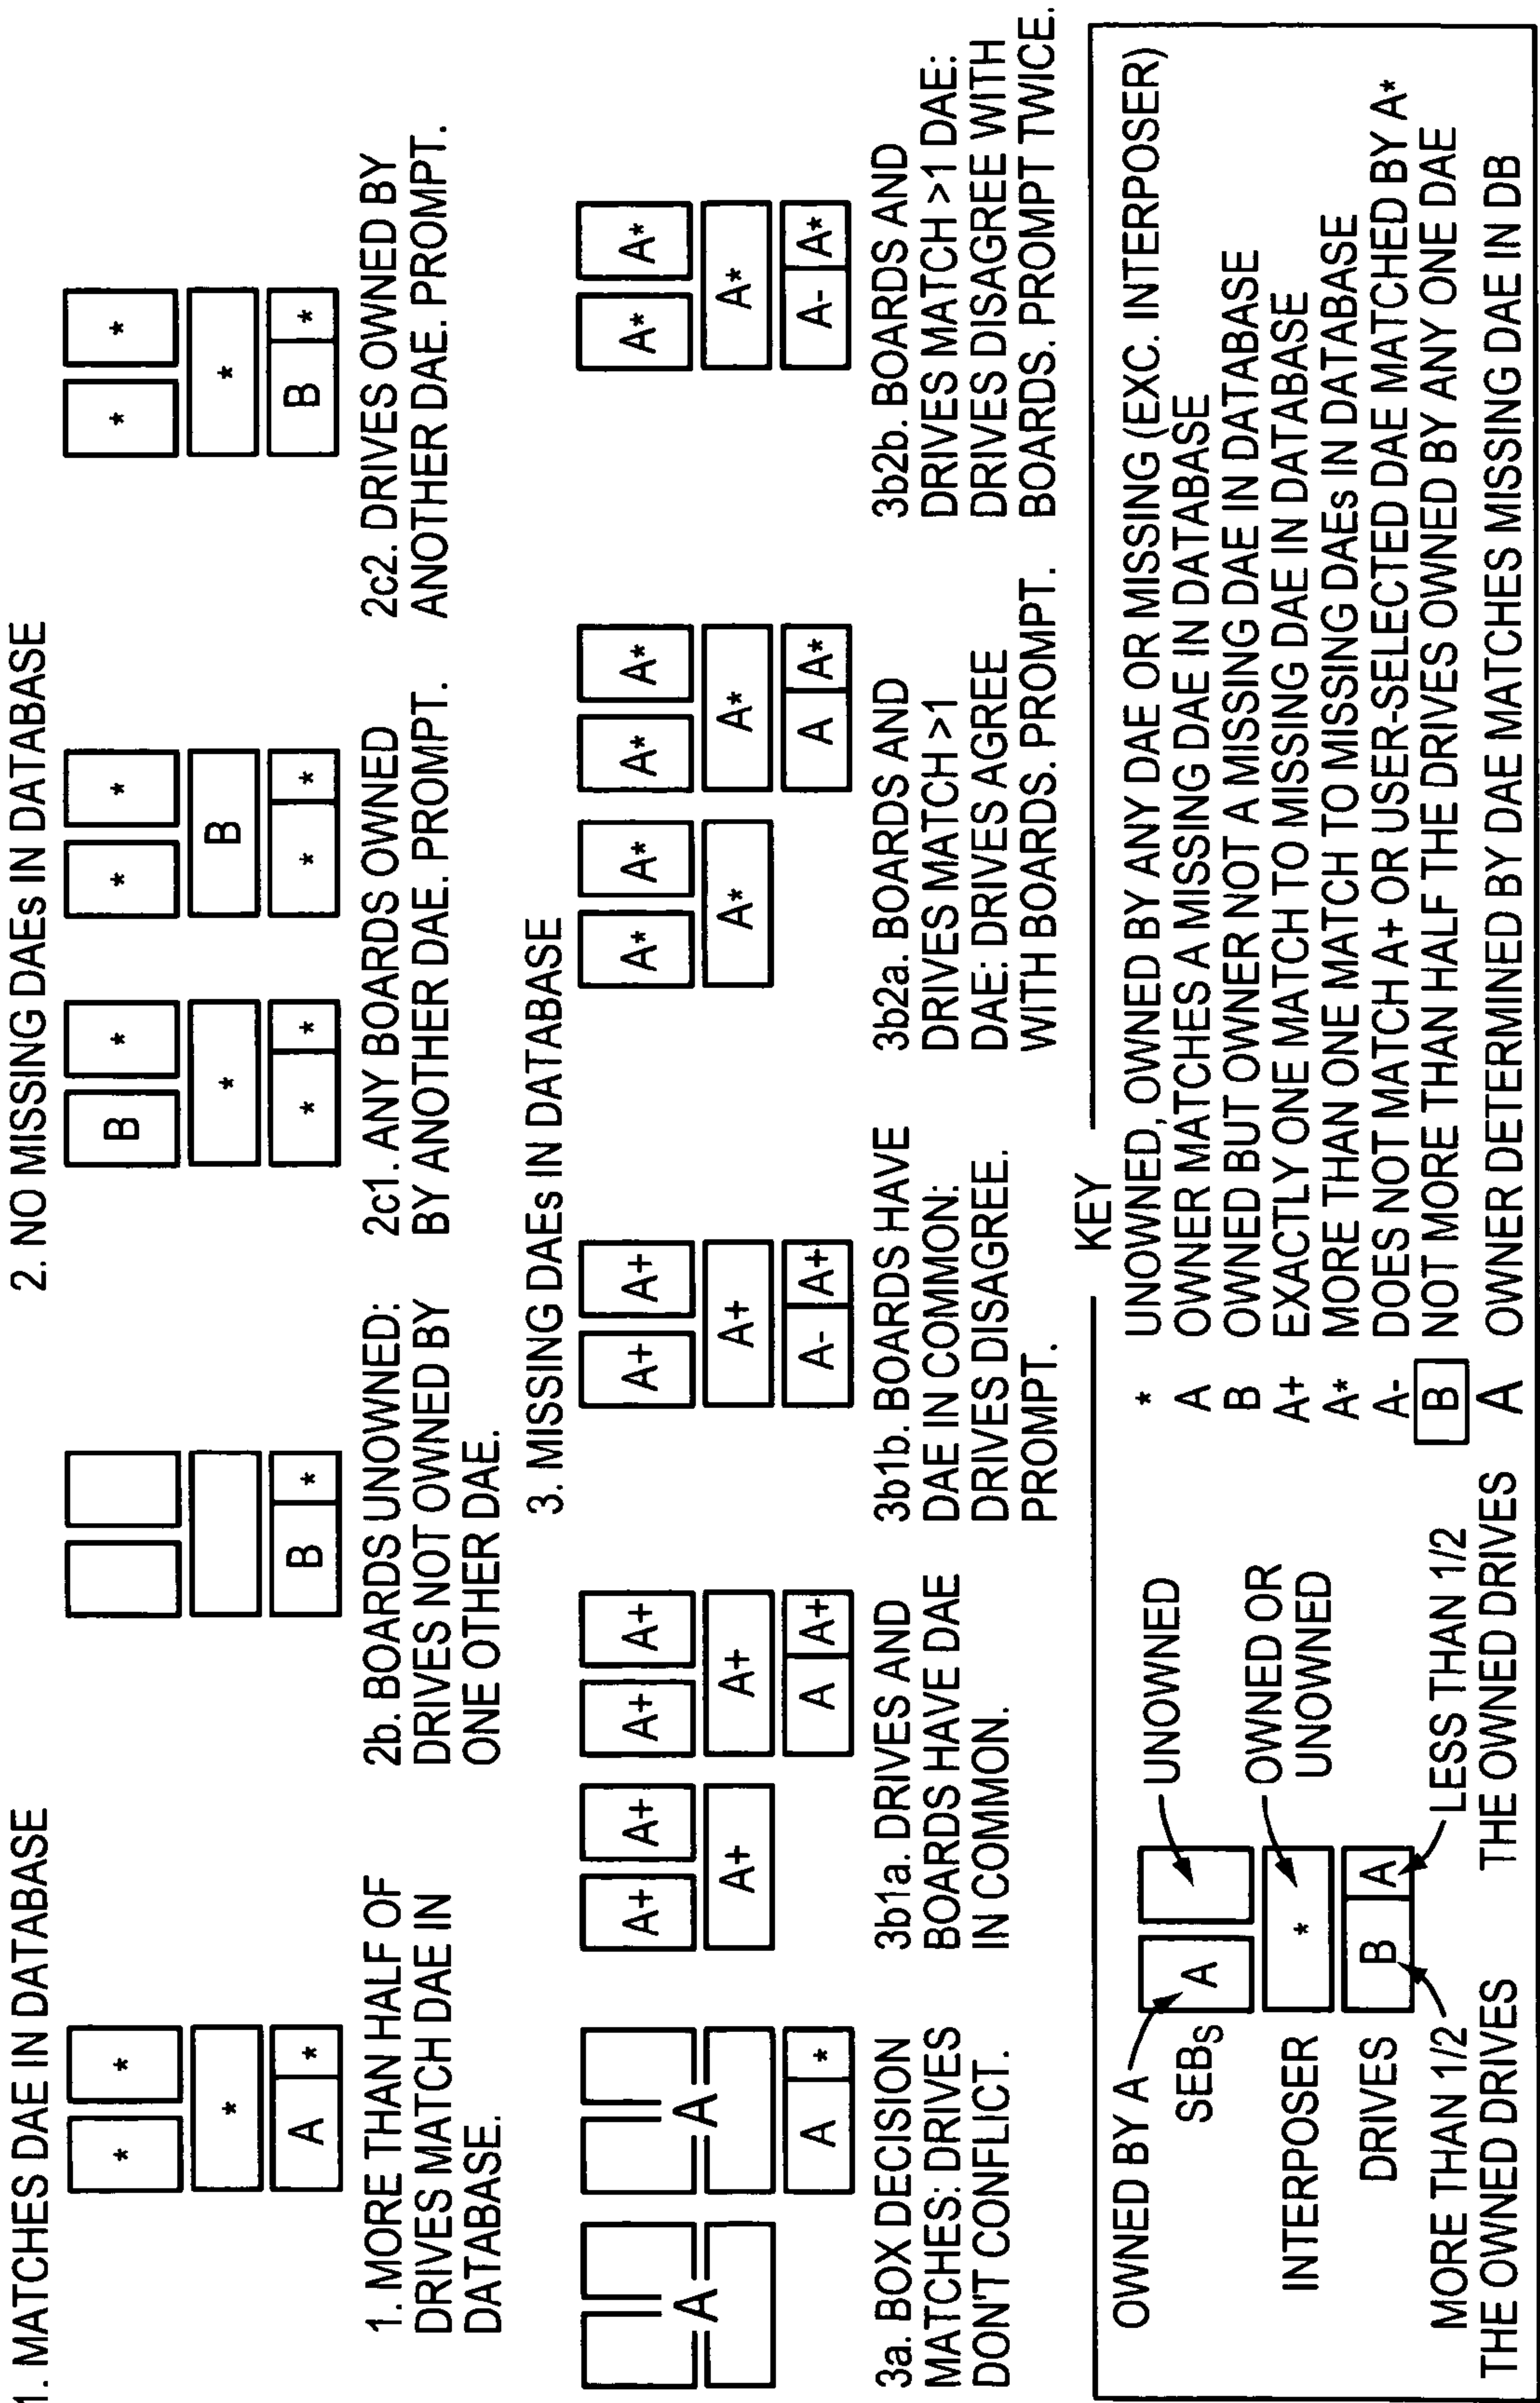 1. MATCHES DAE IN DATABASE
* *
*
A *
1. MORE THAN HALF OF
DRIVES MATCH DAE IN
DATABASE.
2. NO MISSING DAEs IN DATABASE
B *
2b. BOARDS UNOWNED:
DRIVES NOT OWNED BY
ONE OTHER DAE.
B *
*
* *
* *
B
* *
2c1. ANY BOARDS OWNED
BY ANOTHER DAE. PROMPT.
* *
*
B *
2c2. DRIVES OWNED BY
ANOTHER DAE. PROMPT.
3. MISSING DAEs IN DATABASE
A
A
A *
3a. BOX DECISION
MATCHES: DRIVES
DON'T CONFLICT.
A+ A+
A+
A+ A+
A+
A A+
3b1a. DRIVES AND
BOARDS HAVE DAE
IN COMMON.
A+ A+
A+
A- A+
3b1b. BOARDS HAVE
DAE IN COMMON:
DRIVES DISAGREE.
PROMPT.
A* A*
A*
A* A*
A*
A A*
3b2a. BOARDS AND
DRIVES MATCH >1
DAE: DRIVES AGREE
WITH BOARDS. PROMPT.
A* A*
A*
A- A*
3b2b. BOARDS AND
DRIVES MATCH >1 DAE:
DRIVES DISAGREE WITH
BOARDS. PROMPT TWICE.
KEY
OWNED BY A
SEBs
A
UNOWNED
INTERPOSER
*
OWNED OR
UNOWNED
DRIVES
B A
MORE THAN 1/2
THE OWNED DRIVES
LESS THAN 1/2
THE OWNED DRIVES
* UNOWNED, OWNED BY ANY DAE OR MISSING (EXC. INTERPOSER)
A OWNER MATCHES A MISSING DAE IN DATABASE
B OWNED BUT OWNER NOT A MISSING DAE IN DATABASE
A+ EXACTLY ONE MATCH TO MISSING DAE IN DATABASE
A* MORE THAN ONE MATCH TO MISSING DAEs IN DATABASE
A- DOES NOT MATCH A+ OR USER-SELECTED DAE MATCHED BY A*
B NOT MORE THAN HALF THE DRIVES OWNED BY ANY ONE DAE
A OWNER DETERMINED BY DAE MATCHES MISSING DAE IN DB